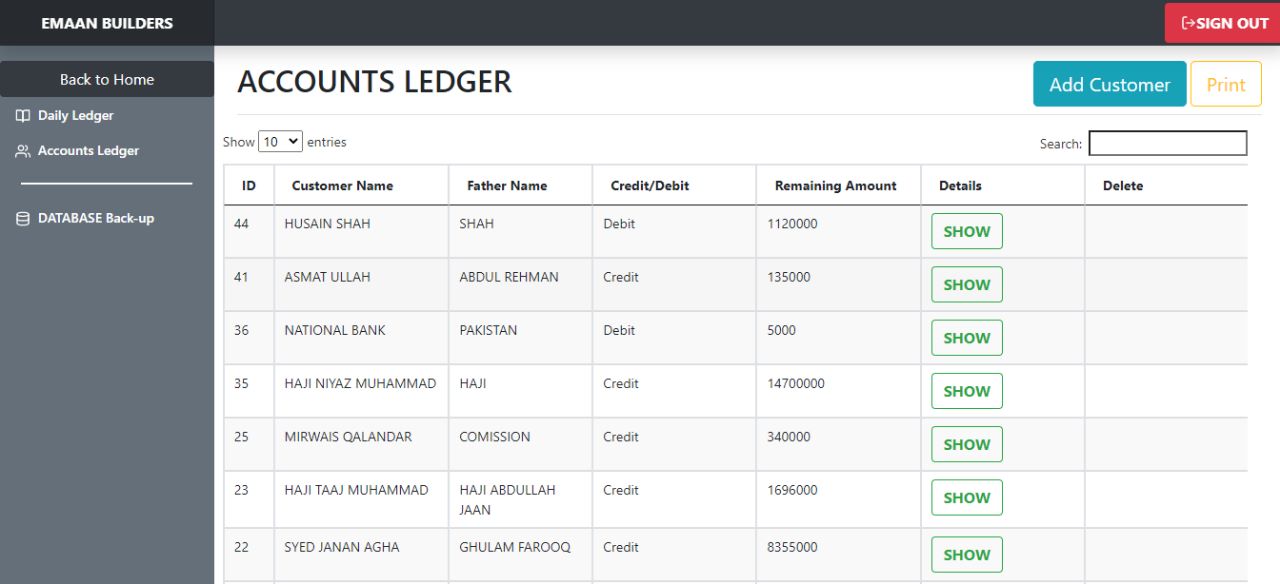 EMAAN BUILDERS
SIGN OUT
Back to Home
Daily Ledger
Accounts Ledger
DATABASE Back-up
ACCOUNTS LEDGER
Add Customer Print
Show 10 entries
Search:
ID Customer Name Father Name Credit/Debit Remaining Amount Details Delete
44 HUSAIN SHAH SHAH Debit 1120000 SHOW
41 ASMAT ULLAH ABDUL REHMAN Credit 135000 SHOW
36 NATIONAL BANK PAKISTAN Debit 5000 SHOW
35 HAJI NIYAZ MUHAMMAD HAJI Credit 14700000 SHOW
25 MIRWAIS QALANDAR COMISSION Credit 340000 SHOW
23 HAJI TAAJ MUHAMMAD HAJI ABDULLAH Credit 1696000 SHOW
JAAN
22 SYED JANAN AGHA GHULAM FAROOQ Credit 8355000 SHOW